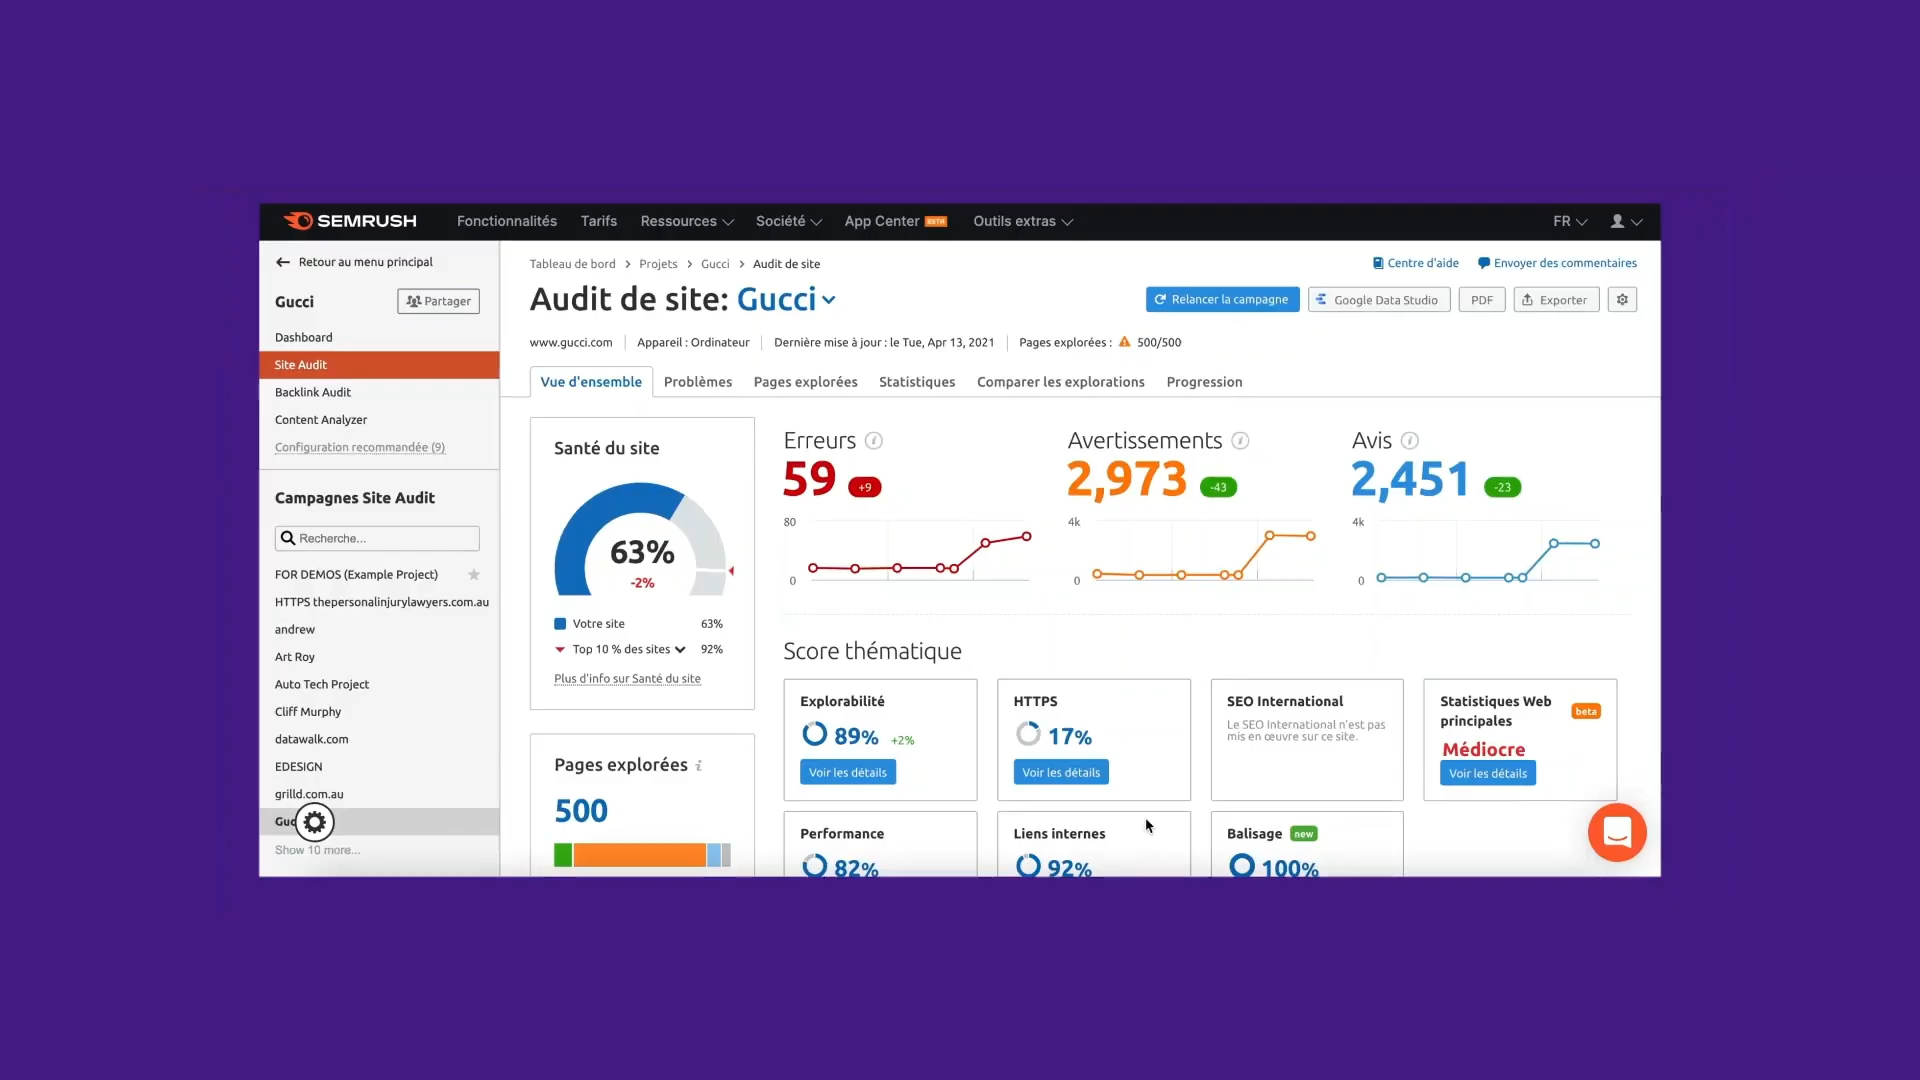 SEMRUSH
Fonctionnalités
Tarifs
Ressources
Société
App Center BETA
Outils extras
FR
Retour au menu principal
Gucci
Partager
Dashboard
Site Audit
Backlink Audit
Content Analyzer
Configuration recommandée (9)
Campagnes Site Audit
Recherche...
FOR DEMOS (Example Project)
HTTPS thepersonalinjurylawyers.com.au
andrew
Art Roy
Auto Tech Project
Cliff Murphy
datawalk.com
EDESIGN
grilld.com.au
Show 10 more...
Tableau de bord > Projets > Gucci > Audit de site
Centre d'aide
Envoyer des commentaires
Audit de site: Gucci
Relancer la campagne
Google Data Studio
PDF
Exporter
www.gucci.com
Appareil : Ordinateur
Dernière mise à jour : le Tue, Apr 13, 2021
Pages explorées : 500/500
Vue d'ensemble
Problèmes
Pages explorées
Statistiques
Comparer les explorations
Progression
Santé du site
63%
-2%
Votre site 63%
Top 10 % des sites 92%
Plus d'info sur Santé du site
Pages explorées i
500
Erreurs i
59 +9
80
0
Avertissements i
2,973 -43
4k
0
Avis i
2,451 -23
4k
0
Score thématique
Explorabilité
89% +2%
Voir les détails
HTTPS
17%
Voir les détails
SEO International
Le SEO International n'est pas
mis en œuvre sur ce site.
Statistiques Web
principales
beta
Médiocre
Voir les détails
Performance
82%
Liens internes
92%
Balisage new
100%